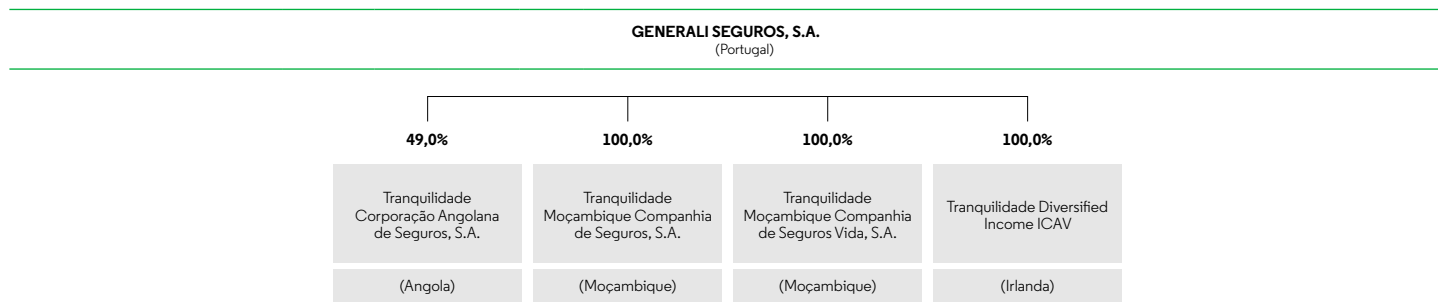 GENERALI SEGUROS, S.A.
(Portugal)
49,0%
100,0%
100,0%
100,0%
Tranquilidade
Corporação Angolana
de Seguros, S.A.
Tranquilidade
Moçambique Companhia
de Seguros, S.A.
Tranquilidade
Moçambique Companhia
de Seguros Vida, S.A.
Tranquilidade Diversified
Income ICAV
(Angola)
(Moçambique)
(Moçambique)
(Irlanda)